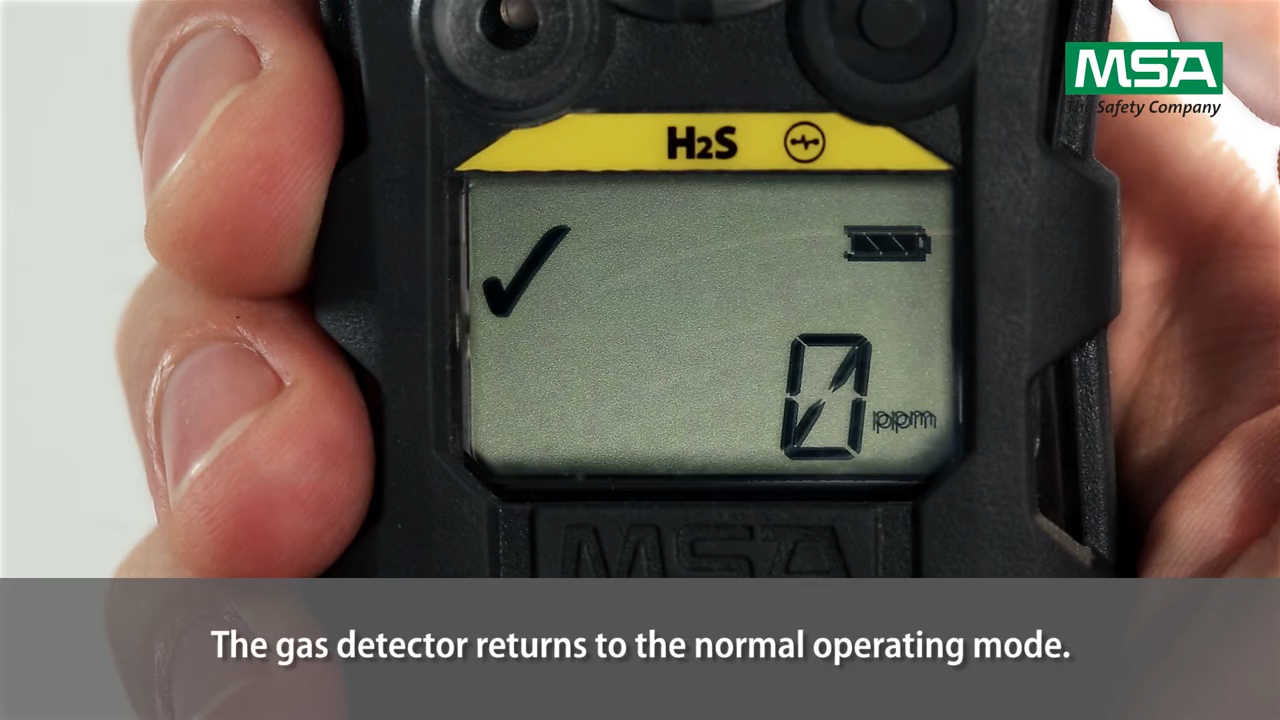 MSA
The Safety Company
H2S
0 ppm
MSA
The gas detector returns to the normal operating mode.